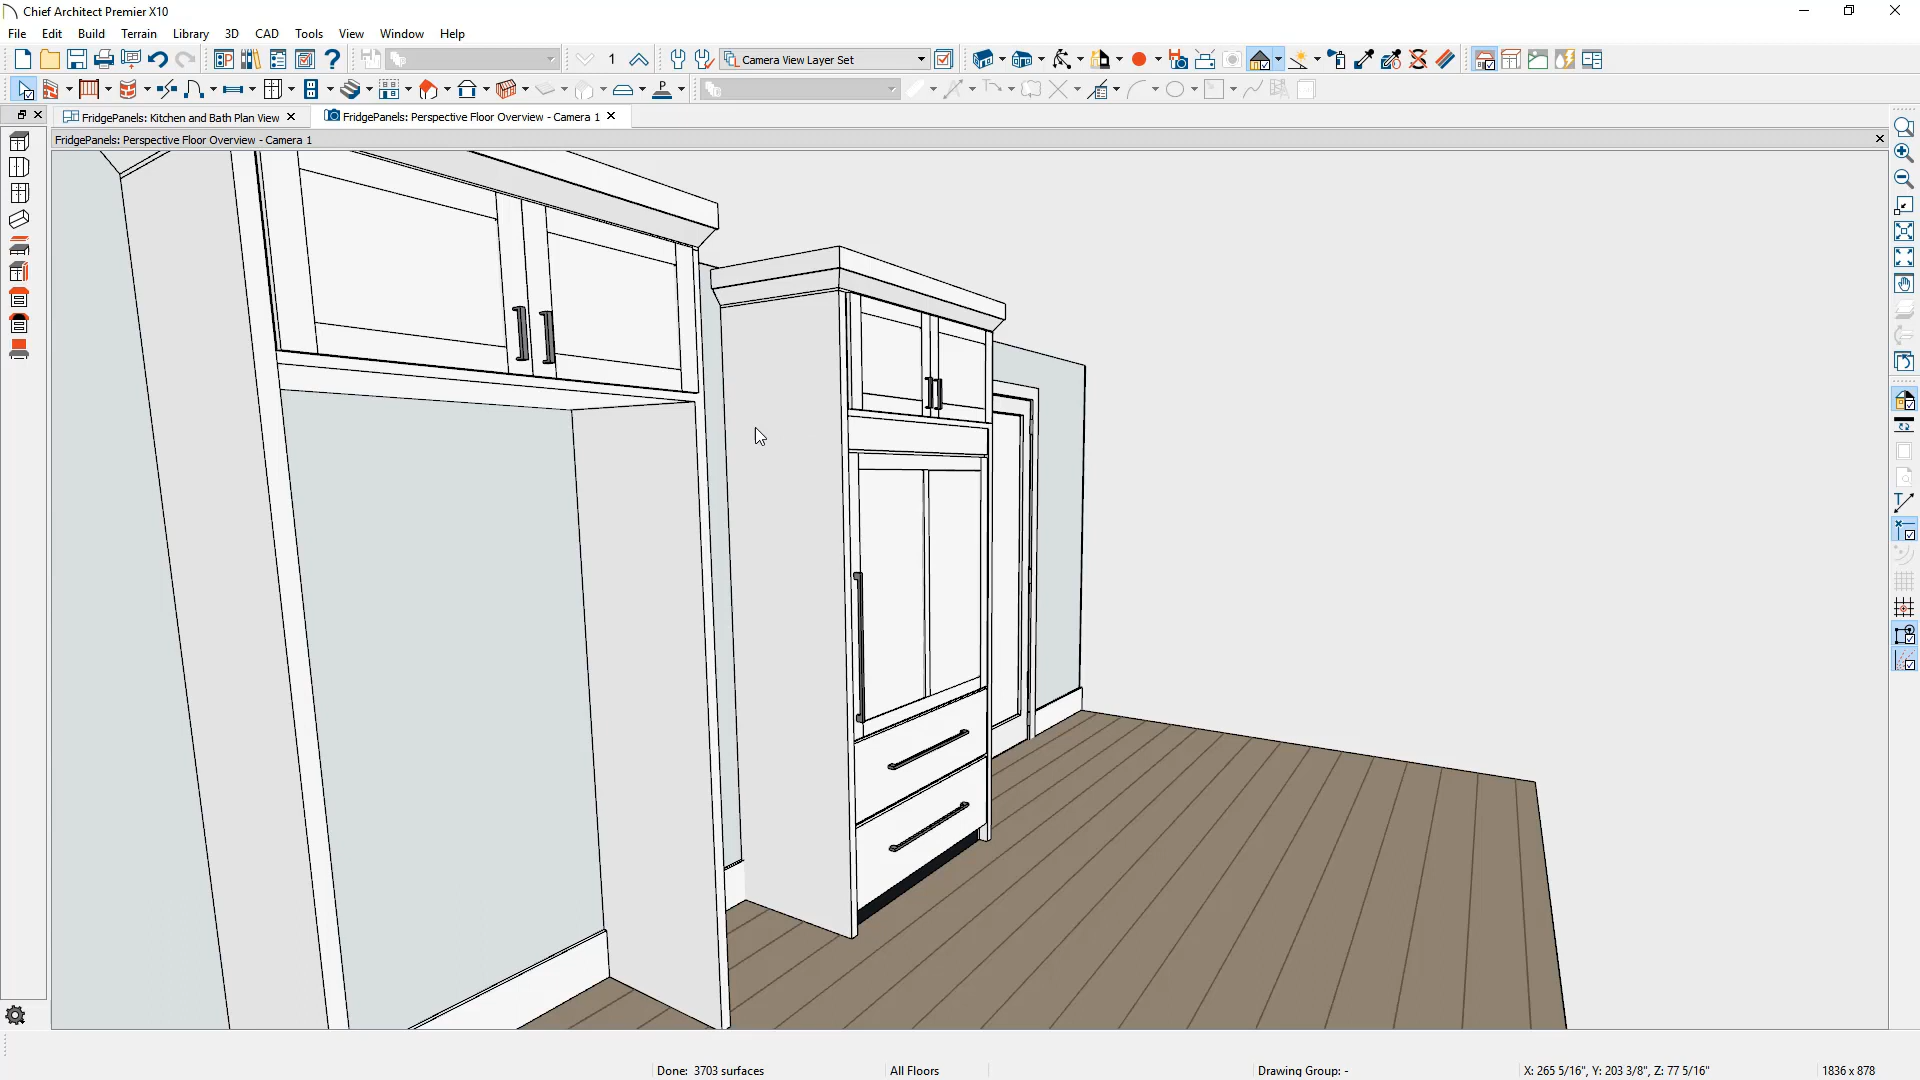 Chief Architect Premier X10
File Edit Build Terrain Library 3D CAD Tools Views Window Help
1 Camera View Layer Set
P
FridgePanels: Kitchen and Bath Plan View FridgePanels: Perspective Floor Overview - Camera 1
FridgePanels: Perspective Floor Overview - Camera 1
Done: 3703 surfaces All Floors Drawing Group: - X: 265 5/16", Y: 203 3/8", Z: 77 5/16" 1836 x 878